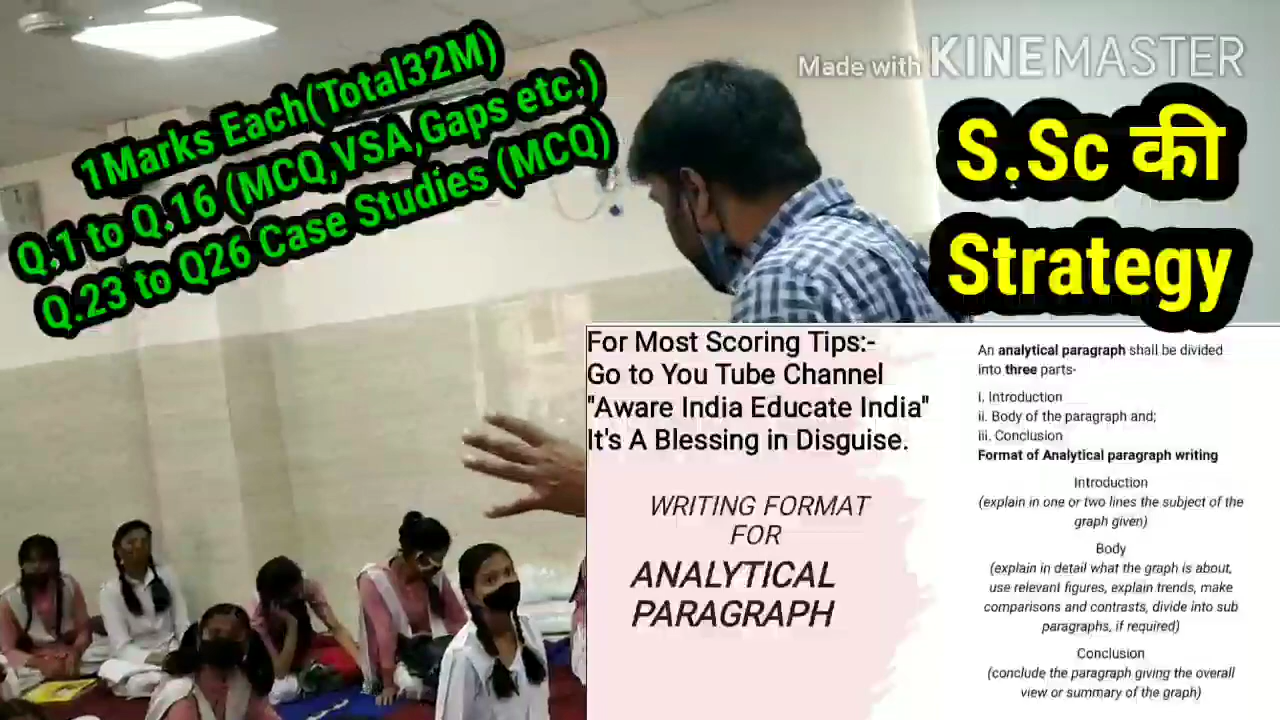 1Marks Each(Total32M)
Q.1 to Q.16 (MCQ,VSA,Gaps etc.)
Q.23 to Q26 Case Studies (MCQ)
Made with KINEMASTER
S.Sc की
Strategy
For Most Scoring Tips:-
Go to You Tube Channel
"Aware India Educate India"
It's A Blessing in Disguise.
WRITING FORMAT
FOR
ANALYTICAL
PARAGRAPH
An analytical paragraph shall be divided
into three parts-
i. Introduction
ii. Body of the paragraph and;
iii. Conclusion
Format of Analytical paragraph writing
Introduction
(explain in one or two lines the subject of the
graph given)
Body
(explain in detail what the graph is about,
use relevant figures, explain trends, make
comparisons and contrasts, divide into sub
paragraphs, if required)
Conclusion
(conclude the paragraph giving the overall
view or summary of the graph)